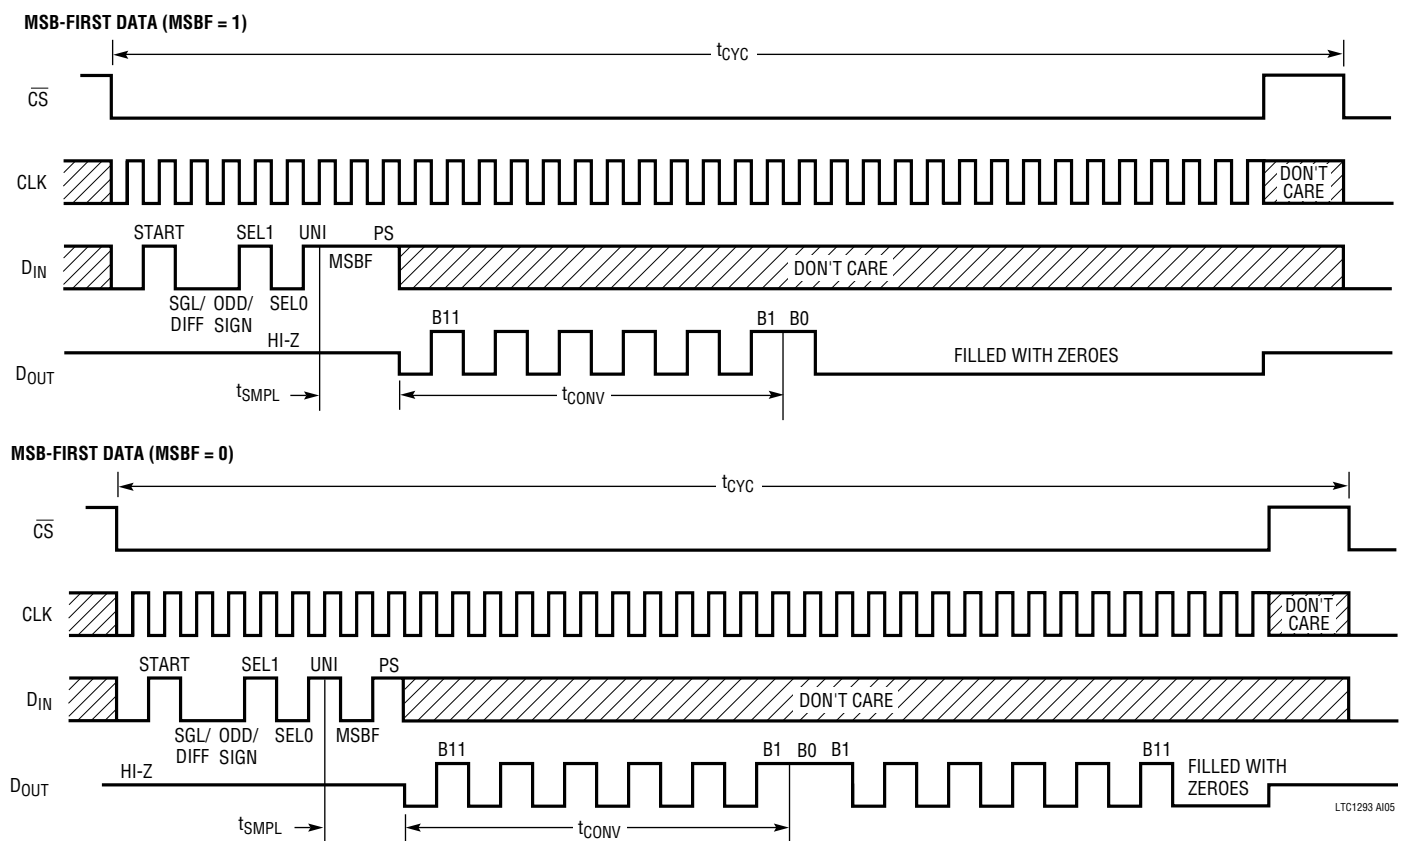 MSB-FIRST DATA (MSBF = 1)
tCYC
CS
CLK
DON'T
CARE
START SEL1 UNI PS
DIN
MSBF
DON'T CARE
SGL/ ODD/ SEL0
DIFF SIGN
B11 B1 B0
HI-Z
FILLED WITH ZEROES
DOUT
tSMPL
tCONV
MSB-FIRST DATA (MSBF = 0)
tCYC
CS
CLK
DON'T
CARE
START SEL1 UNI PS
DIN
DON'T CARE
SGL/ ODD/ SEL0 MSBF
DIFF SIGN
B11 B1 B0 B1 B11
HI-Z
FILLED WITH
ZEROES
DOUT
LTC1293 AI05
tSMPL
tCONV